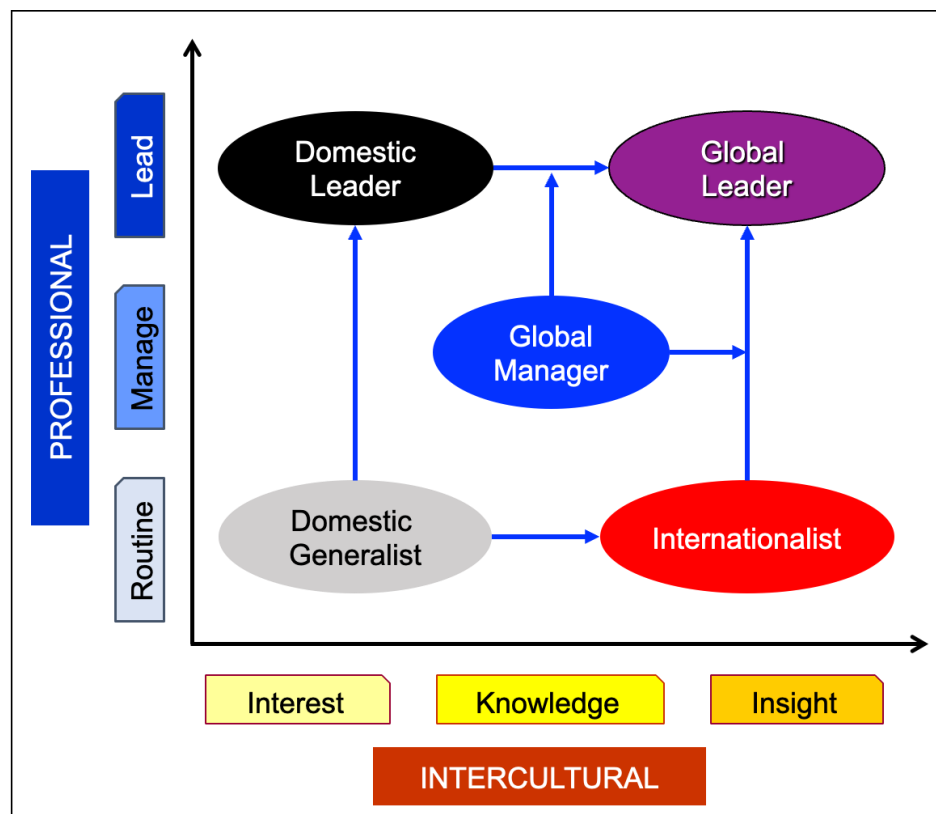 PROFESSIONAL
Lead
Manage
Routine
Domestic
Leader
Global
Leader
Global
Manager
Domestic
Generalist
Internationalist
Interest
Knowledge
Insight
INTERCULTURAL